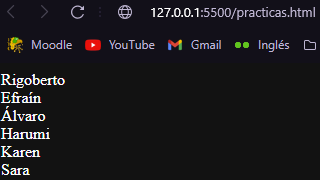 127.0.0.1:5500/practicas.html
Moodle YouTube Gmail Inglés
Rigoberto
Efraín
Álvaro
Harumi
Karen
Sara